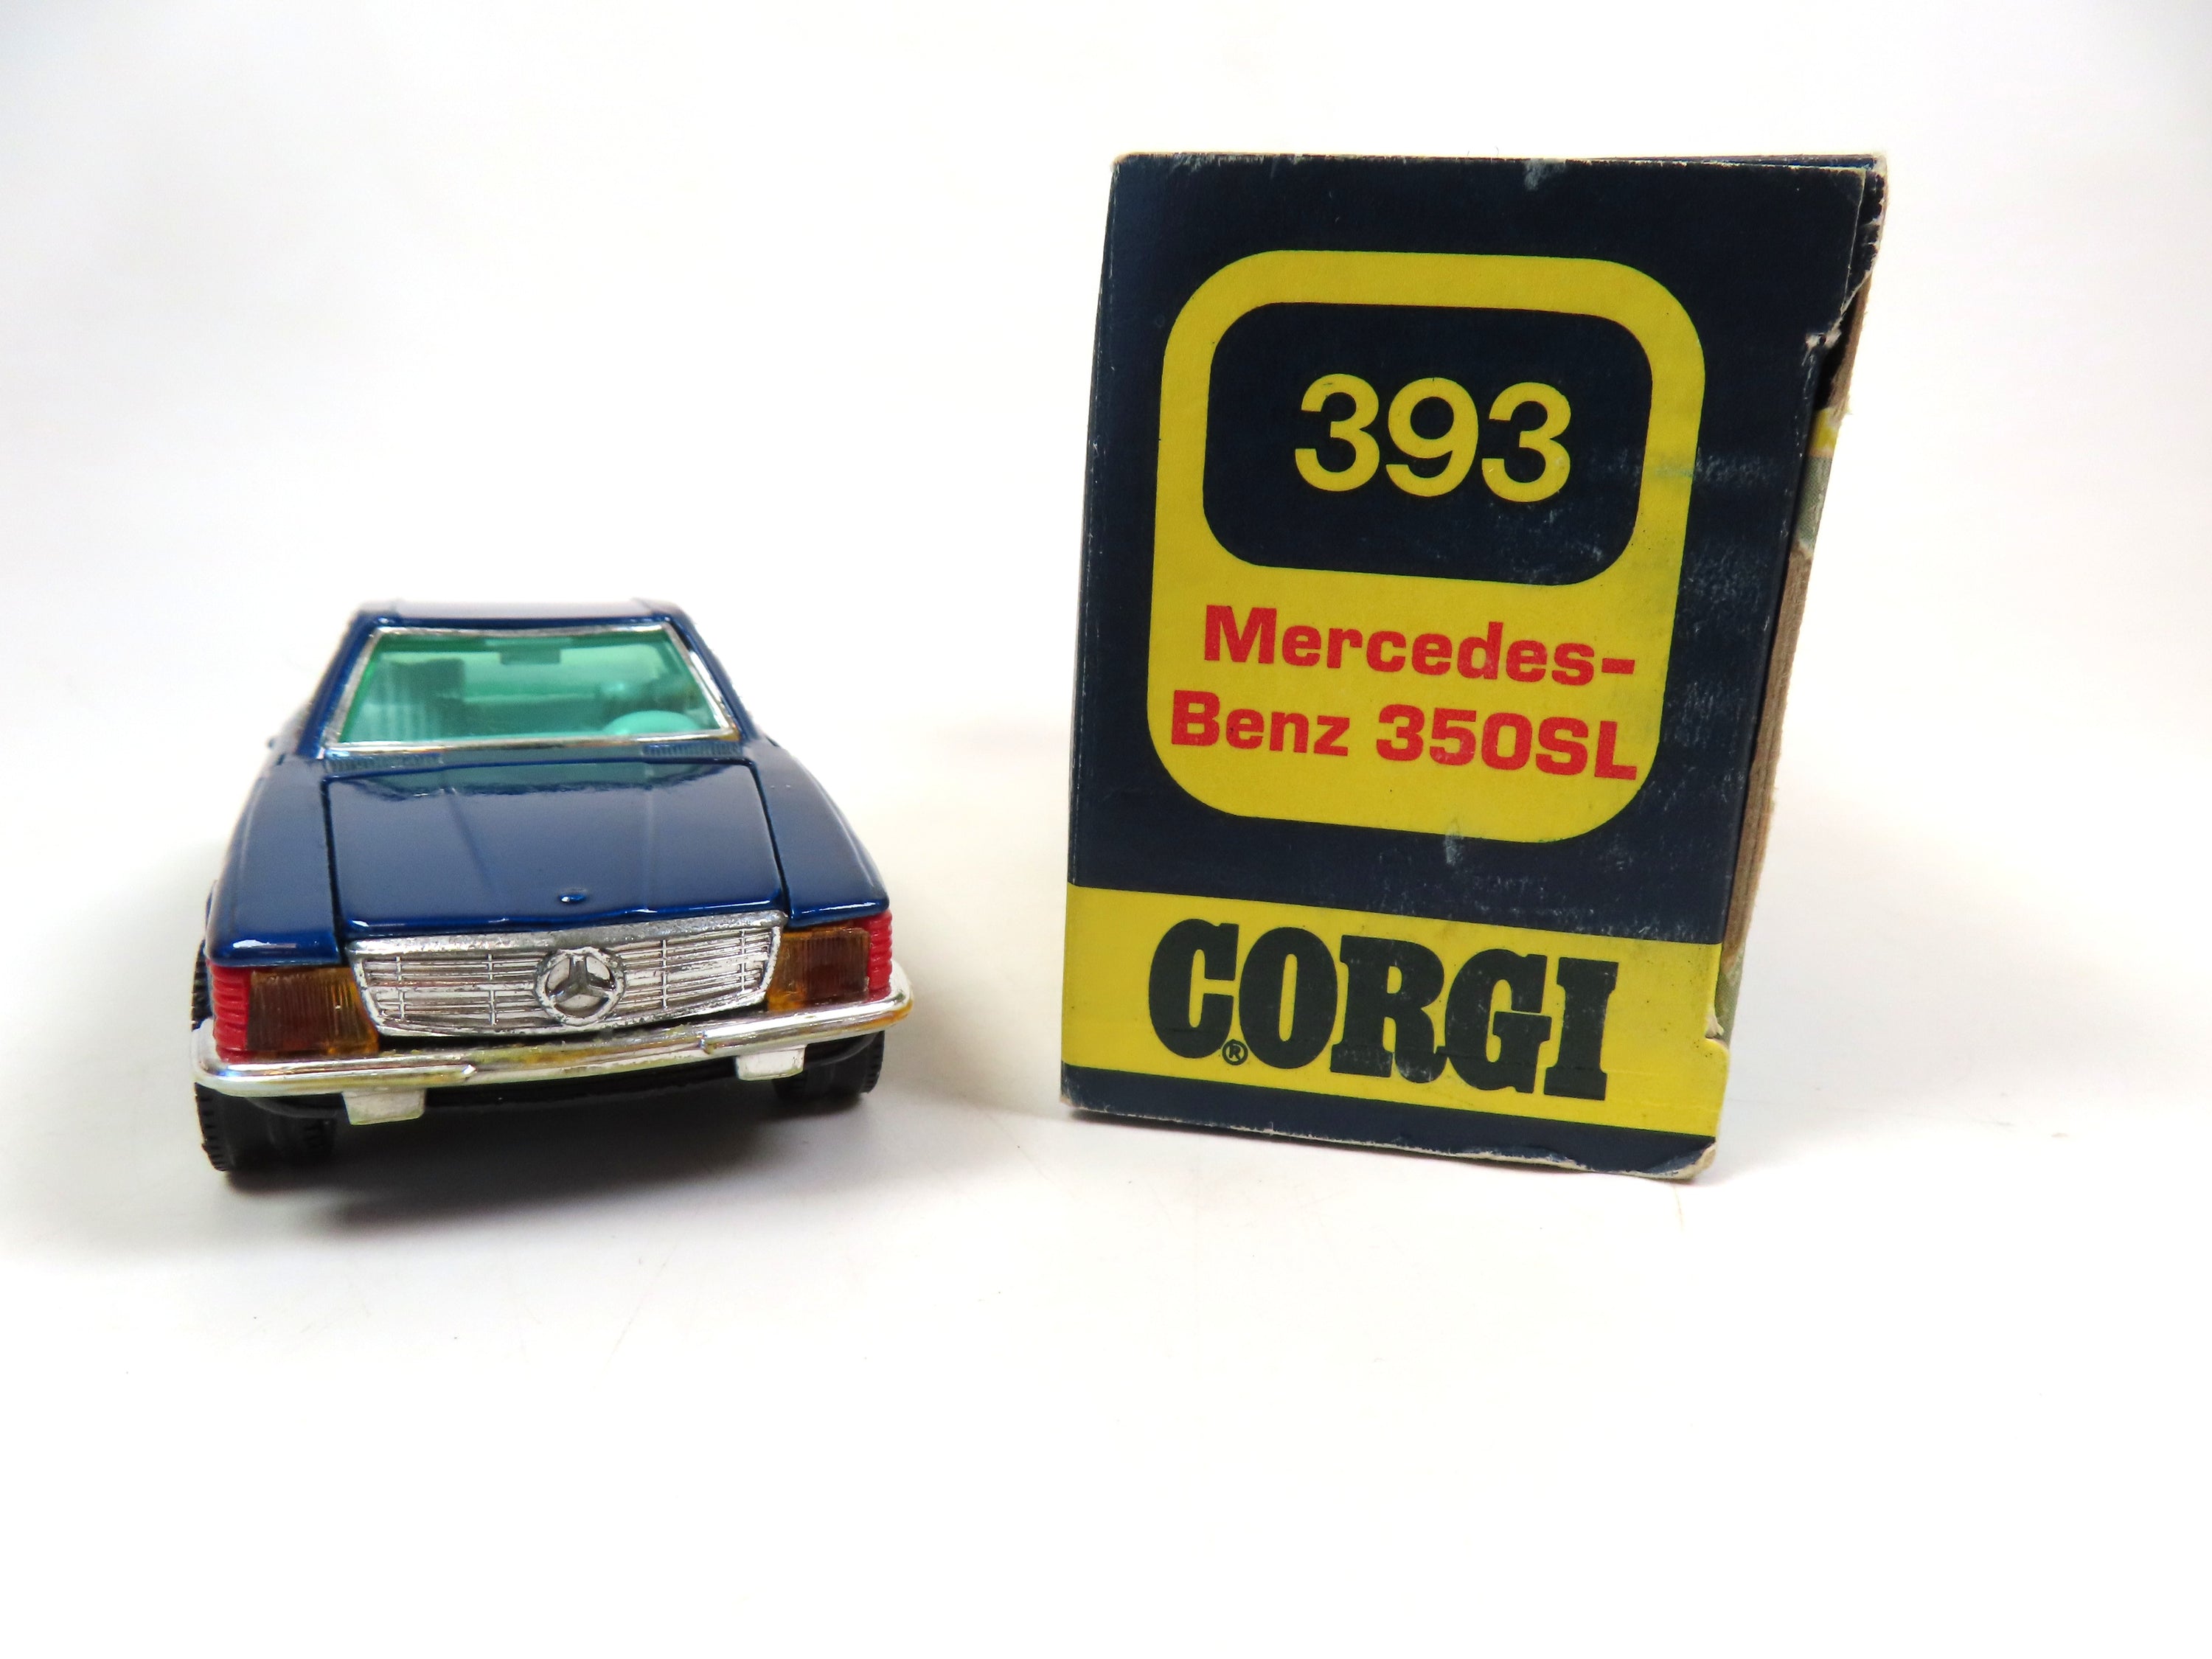 393
Mercedes-
Benz 350SL
CORGI
®